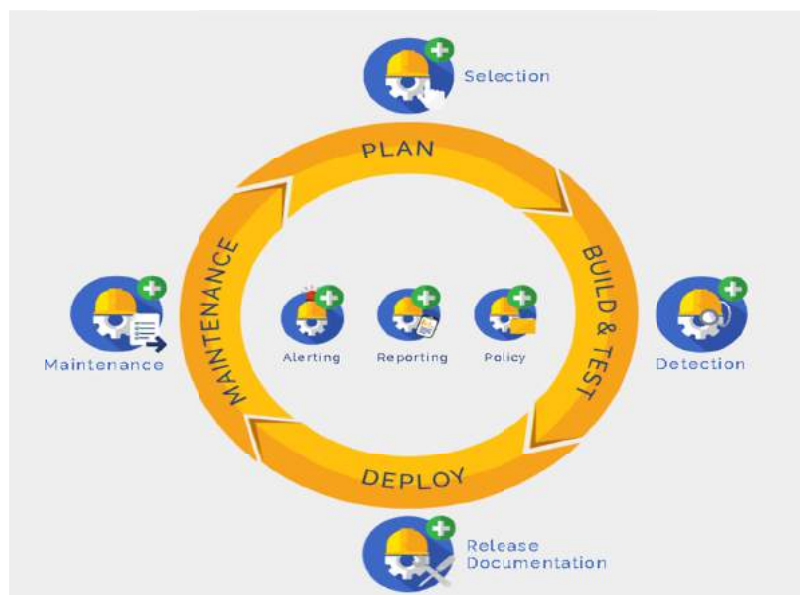 Selection
PLAN
BUILD & TEST
MAINTENANCE
Alerting
Reporting
Policy
Maintenance
Detection
DEPLOY
Release
Documentation